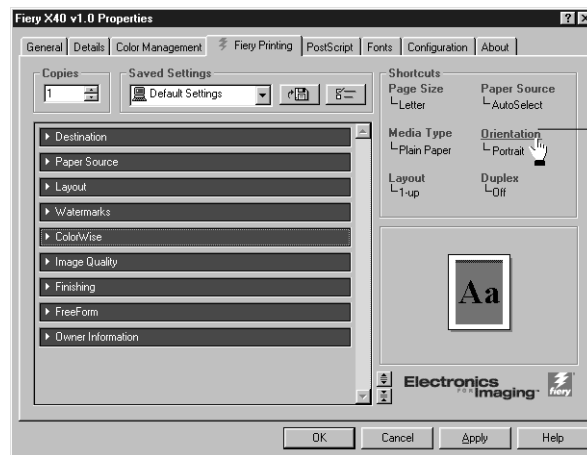 Fiery X40 v1.0 Properties
General Details Color Management Fiery Printing PostScript Fonts Configuration About
Copies
1
Saved Settings
Default Settings
Destination
Paper Source
Layout
Watermarks
ColorWise
Image Quality
Finishing
FreeForm
Owner Information
Shortcuts
Page Size Paper Source
Letter AutoSelect
Media Type Orientation
Plain Paper Portrait
Layout Duplex
1-up Off
Aa
Electronics
FOR Imaging
fiery
OK Cancel Apply Help